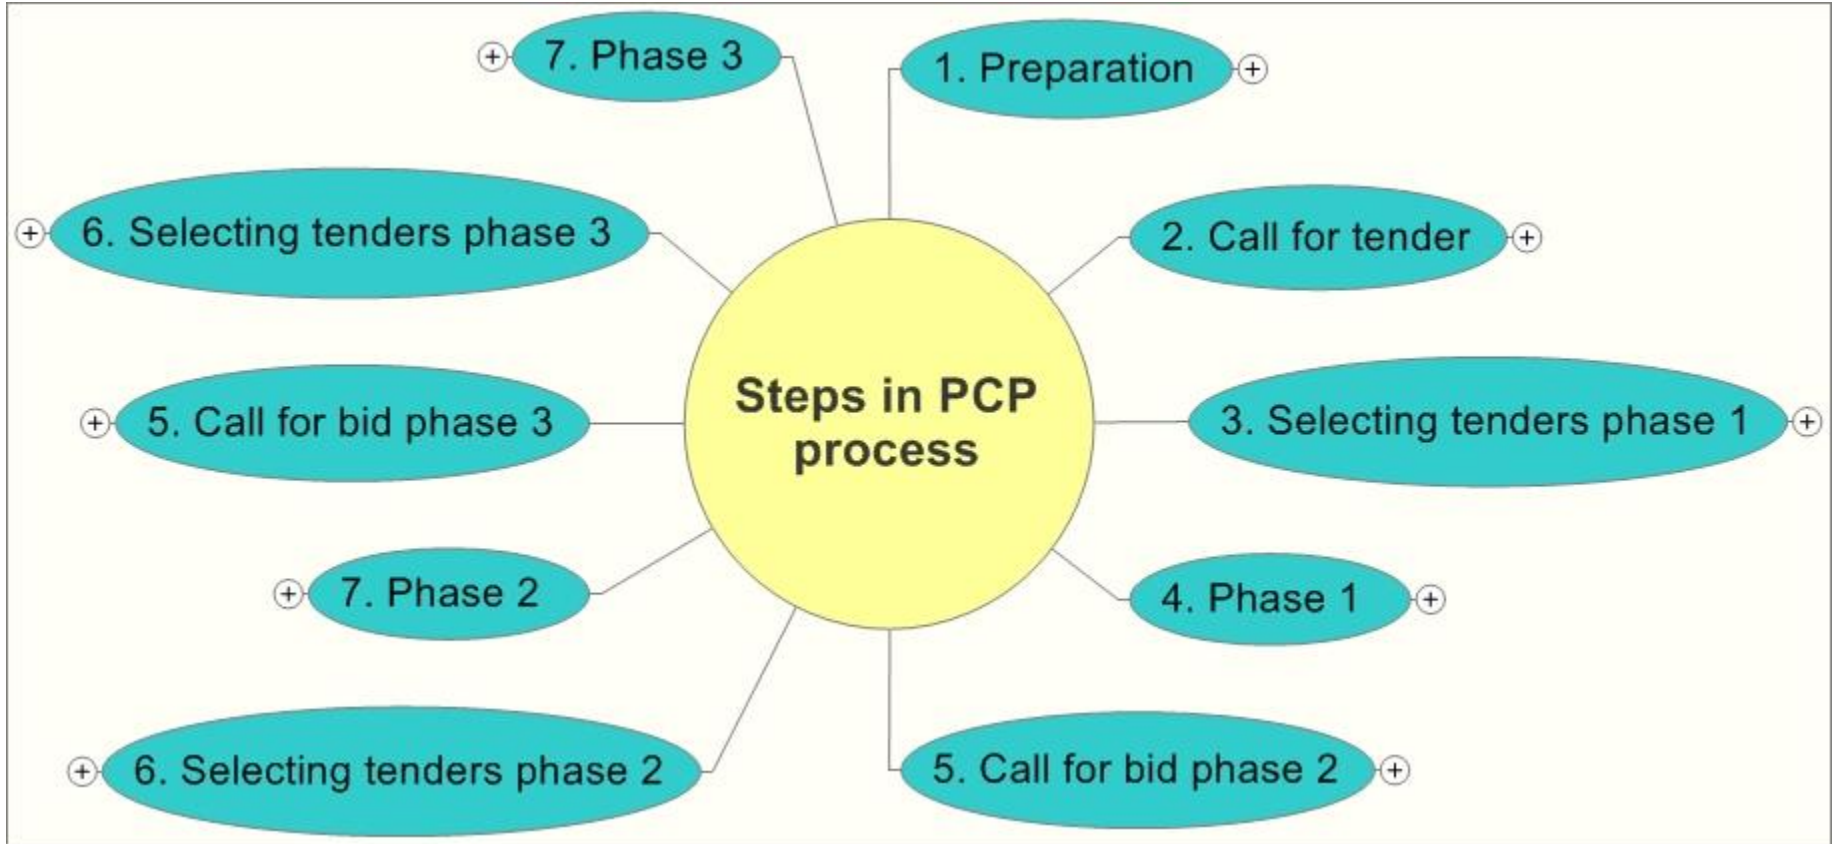 Steps in PCP
process
1. Preparation
2. Call for tender
3. Selecting tenders phase 1
4. Phase 1
5. Call for bid phase 2
6. Selecting tenders phase 2
7. Phase 2
5. Call for bid phase 3
6. Selecting tenders phase 3
7. Phase 3